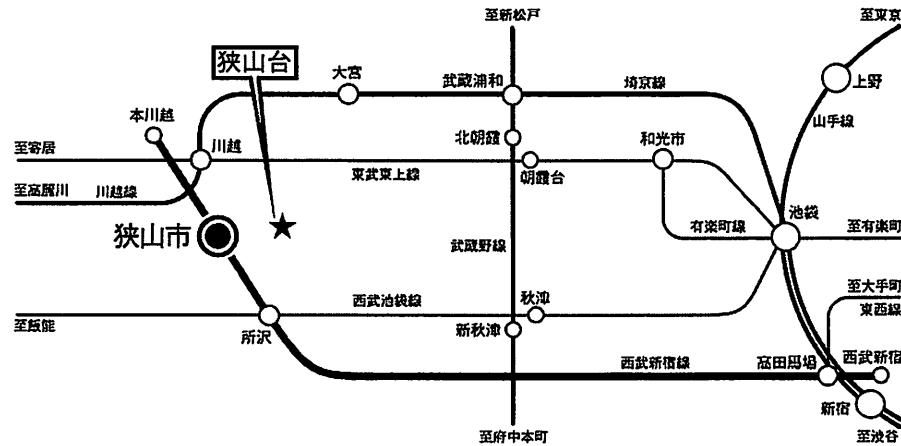 至新松戸
至東京
狭山台
大宮
武蔵浦和
埼京線
上野
本川越
山手線
北朝霞
和光市
川越
至寄居
東武東上線
朝霞台
至高麗川
川越線
池袋
狭山市
武蔵野線
有楽町線
至有楽町
至大手町
西武池袋線
秋津
東西線
至飯能
所沢
新秋津
西武新宿線
高田馬場
西武新宿
新宿
至府中本町
至渋谷